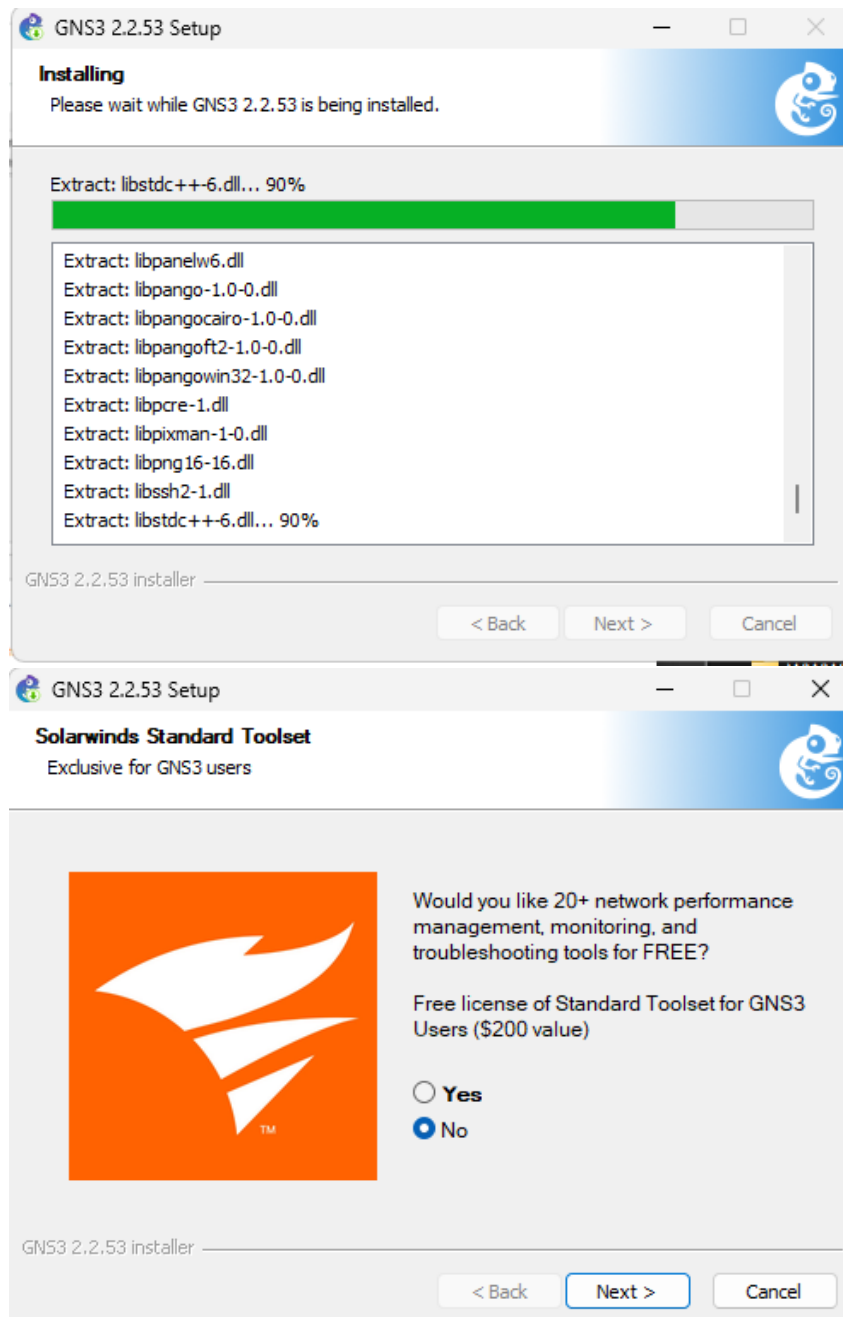 GNS3 2.2.53 Setup
Installing
Please wait while GNS3 2.2.53 is being installed.
Extract: libstdc++-6.dll... 90%
Extract: libpanelw6.dll
Extract: libpango-1.0-0.dll
Extract: libpangocairo-1.0-0.dll
Extract: libpangoft2-1.0-0.dll
Extract: libpangowin32-1.0-0.dll
Extract: libpcre-1.dll
Extract: libpixman-1-0.dll
Extract: libpng16-16.dll
Extract: libssh2-1.dll
Extract: libstdc++-6.dll... 90%
GNS3 2.2.53 installer
< Back Next > Cancel
GNS3 2.2.53 Setup
Solarwinds Standard Toolset
Exclusive for GNS3 users
Would you like 20+ network performance
management, monitoring, and
troubleshooting tools for FREE?
Free license of Standard Toolset for GNS3
Users ($200 value)
Yes
No
TM
GNS3 2.2.53 installer
< Back Next > Cancel